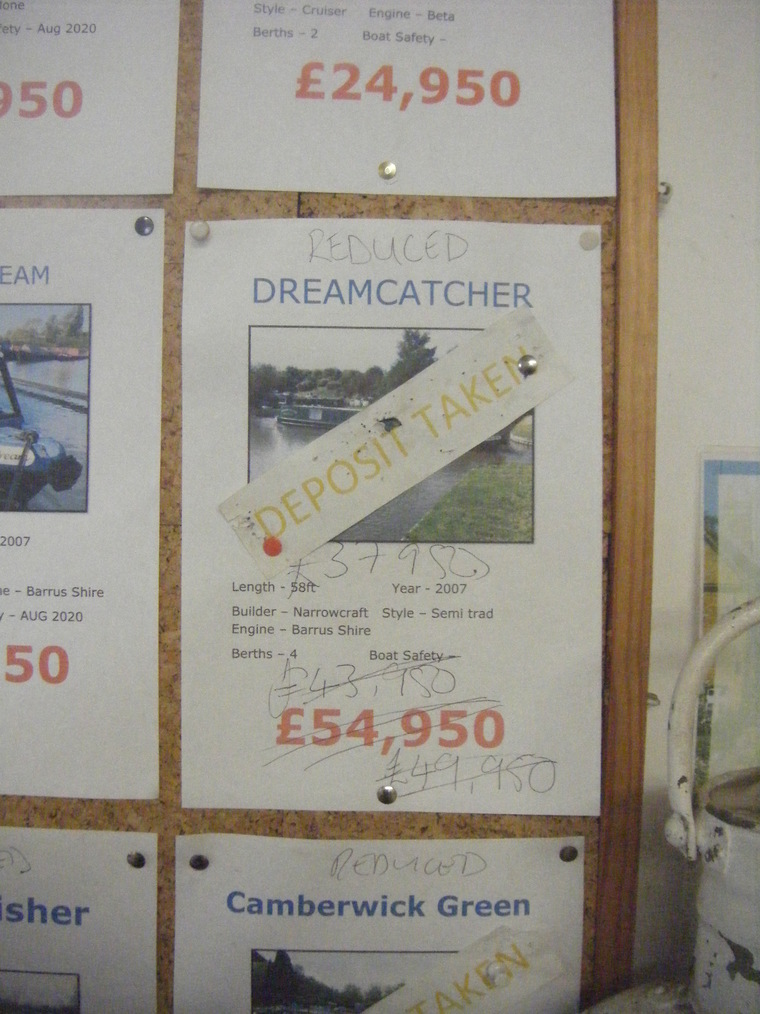 fety – Aug 2020
950
Style – Cruiser Engine – Beta
Berths – 2 Boat Safety –
£24,950
EAM
2007
e – Barrus Shire
y – AUG 2020
50
REDUCED
DREAMCATCHER
DEPOSIT TAKEN
£37950
Length - 58ft Year - 2007
Builder – Narrowcraft Style – Semi trad
Engine – Barrus Shire
Berths – 4 Boat Safety –
£43,950
£54,950
£49,950
isher
REDUCED
Camberwick Green
TAKEN